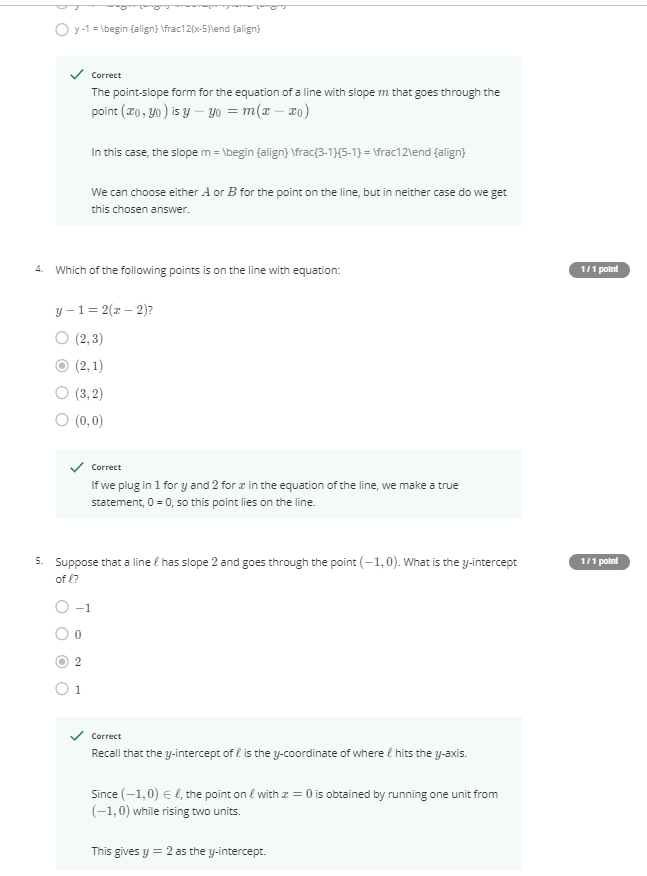 y -1 = \begin {align} \frac12(x-5)\end {align}
Correct
The point-slope form for the equation of a line with slope m that goes through the
point (x₀, y₀) is y − y₀ = m(x − x₀)
In this case, the slope m = \begin {align} \frac{3-1}{5-1} = \frac12\end {align}
We can choose either A or B for the point on the line, but in neither case do we get
this chosen answer.
4. Which of the following points is on the line with equation:
1 / 1 point
y − 1 = 2(x − 2)?
(2, 3)
(2, 1)
(3, 2)
(0, 0)
Correct
If we plug in 1 for y and 2 for x in the equation of the line, we make a true
statement, 0 = 0, so this point lies on the line.
5. Suppose that a line ℓ has slope 2 and goes through the point (−1, 0). What is the y-intercept
of ℓ?
1 / 1 point
−1
0
2
1
Correct
Recall that the y-intercept of ℓ is the y-coordinate of where ℓ hits the y-axis.
Since (−1, 0) ∈ ℓ, the point on ℓ with x = 0 is obtained by running one unit from
(−1, 0) while rising two units.
This gives y = 2 as the y-intercept.